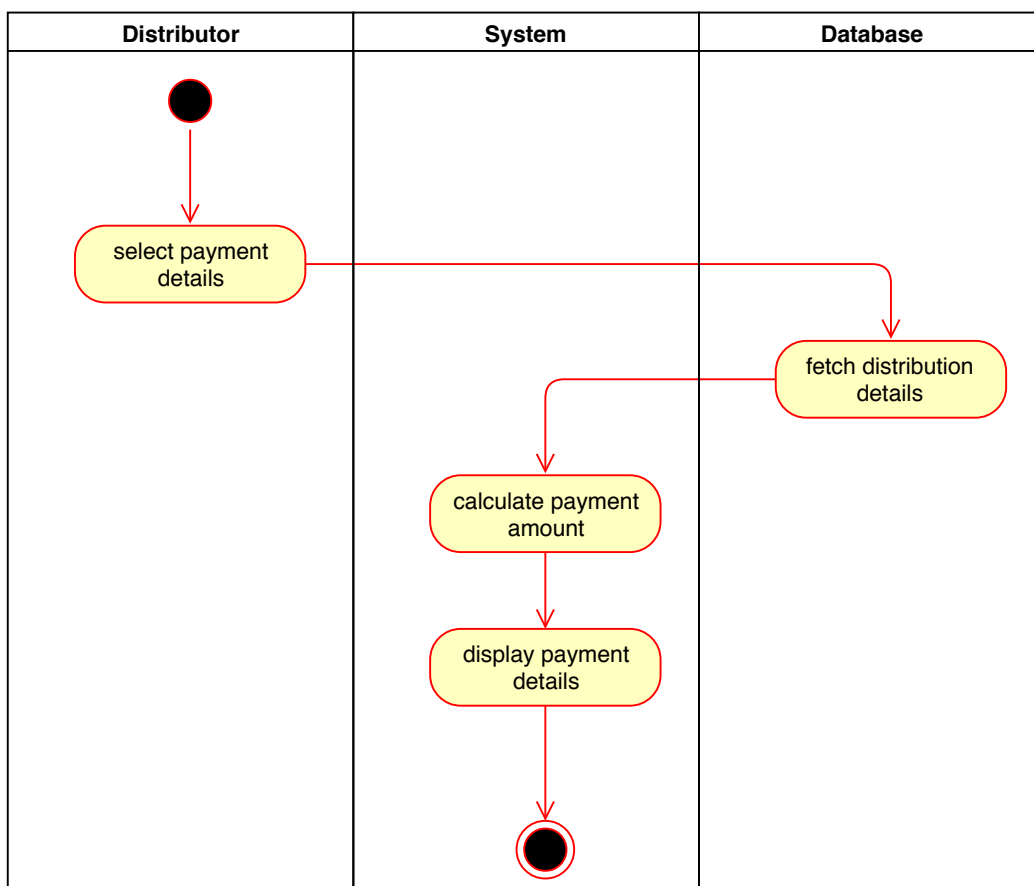 Distributor
System
Database
select payment
details
fetch distribution
details
calculate payment
amount
display payment
details